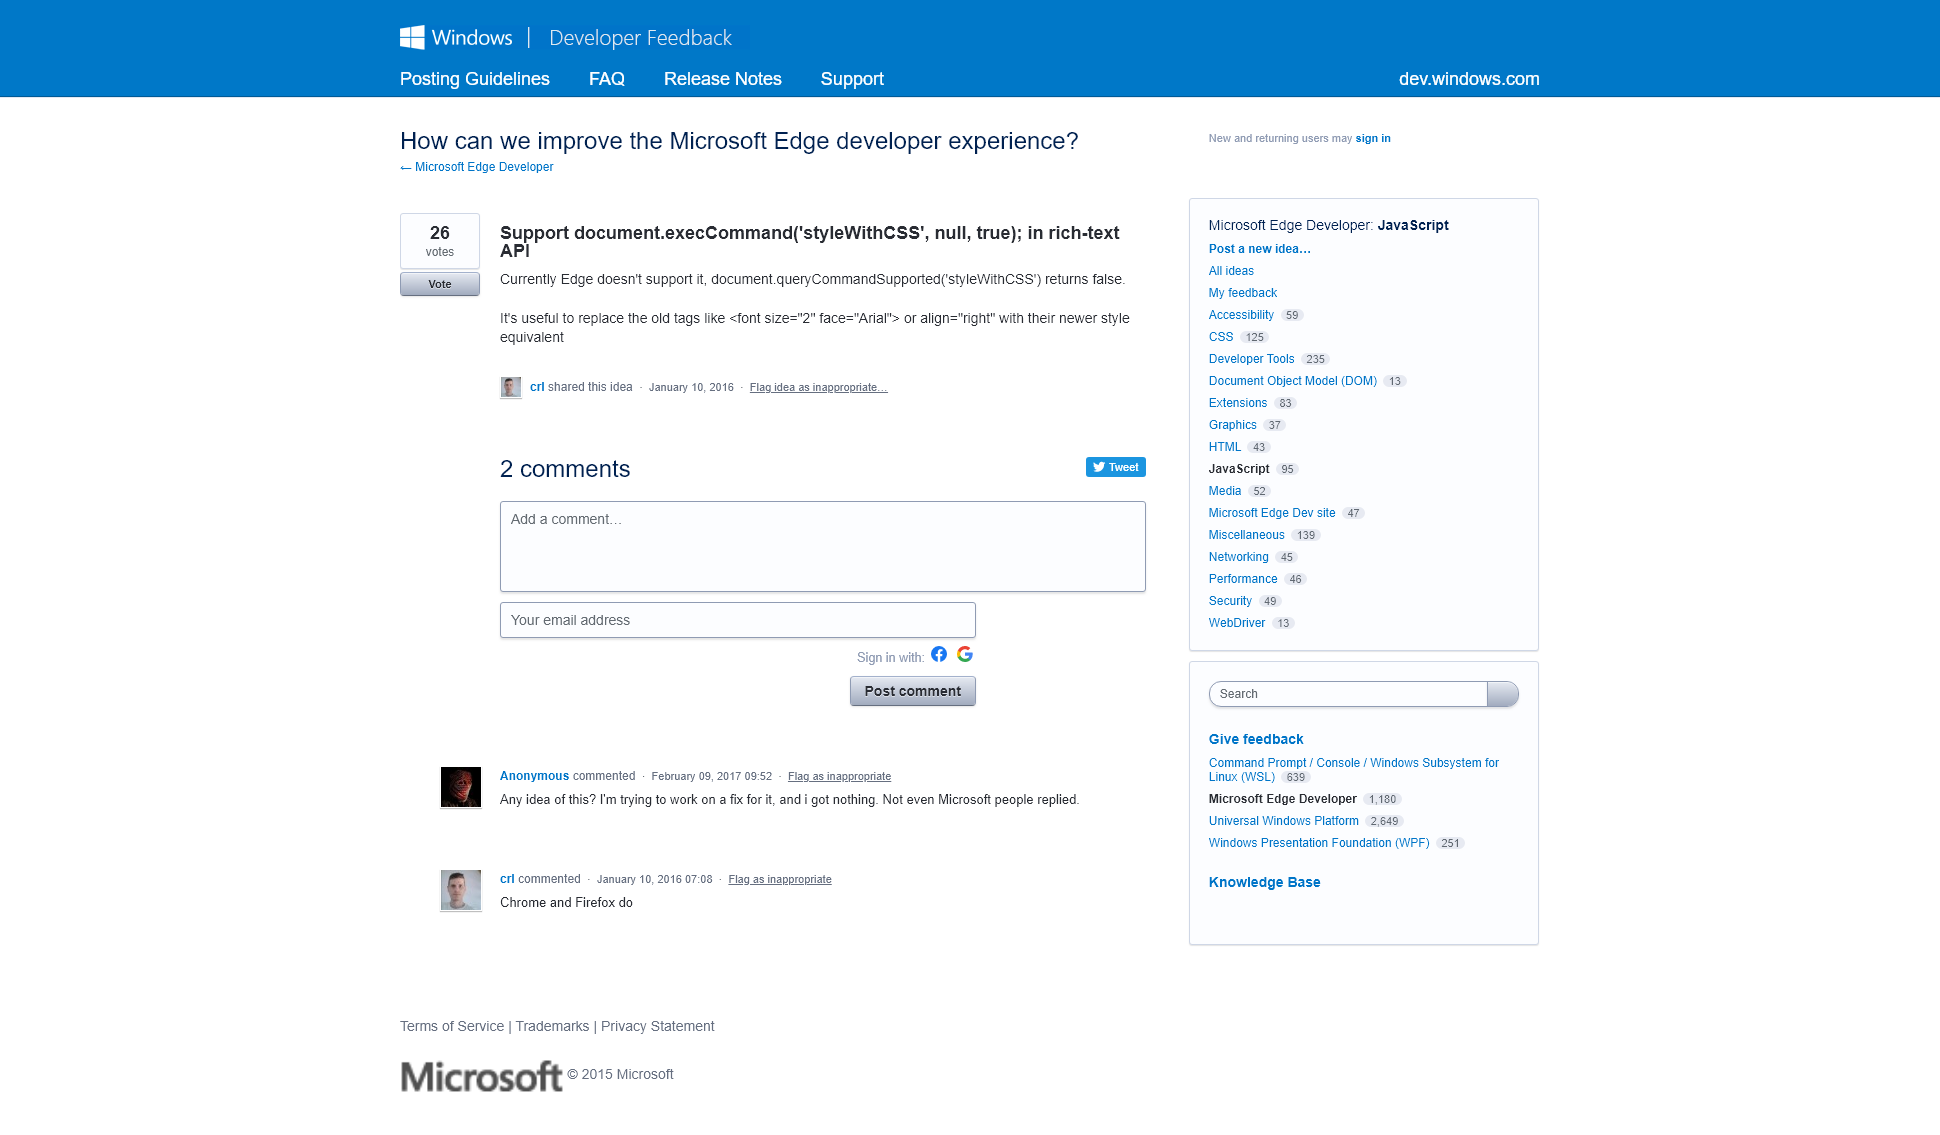 Windows | Developer Feedback
Posting Guidelines FAQ Release Notes Support dev.windows.com
How can we improve the Microsoft Edge developer experience?
← Microsoft Edge Developer
New and returning users may sign in
26
votes
Vote
Support document.execCommand('styleWithCSS', null, true); in rich-text
API
Currently Edge doesn't support it, document.queryCommandSupported('styleWithCSS') returns false.
It's useful to replace the old tags like <font size="2" face="Arial"> or align="right" with their newer style
equivalent
crl shared this idea · January 10, 2016 · Flag idea as inappropriate…
2 comments
Tweet
Add a comment…
Your email address
Sign in with:
Post comment
Anonymous commented · February 09, 2017 09:52 · Flag as inappropriate
Any idea of this? I'm trying to work on a fix for it, and i got nothing. Not even Microsoft people replied.
crl commented · January 10, 2016 07:08 · Flag as inappropriate
Chrome and Firefox do
Microsoft Edge Developer: JavaScript
Post a new idea…
All ideas
My feedback
Accessibility 59
CSS 125
Developer Tools 235
Document Object Model (DOM) 13
Extensions 83
Graphics 37
HTML 43
JavaScript 95
Media 52
Microsoft Edge Dev site 47
Miscellaneous 139
Networking 45
Performance 46
Security 49
WebDriver 13
Search
Give feedback
Command Prompt / Console / Windows Subsystem for
Linux (WSL) 639
Microsoft Edge Developer 1,180
Universal Windows Platform 2,649
Windows Presentation Foundation (WPF) 251
Knowledge Base
Terms of Service | Trademarks | Privacy Statement
Microsoft © 2015 Microsoft